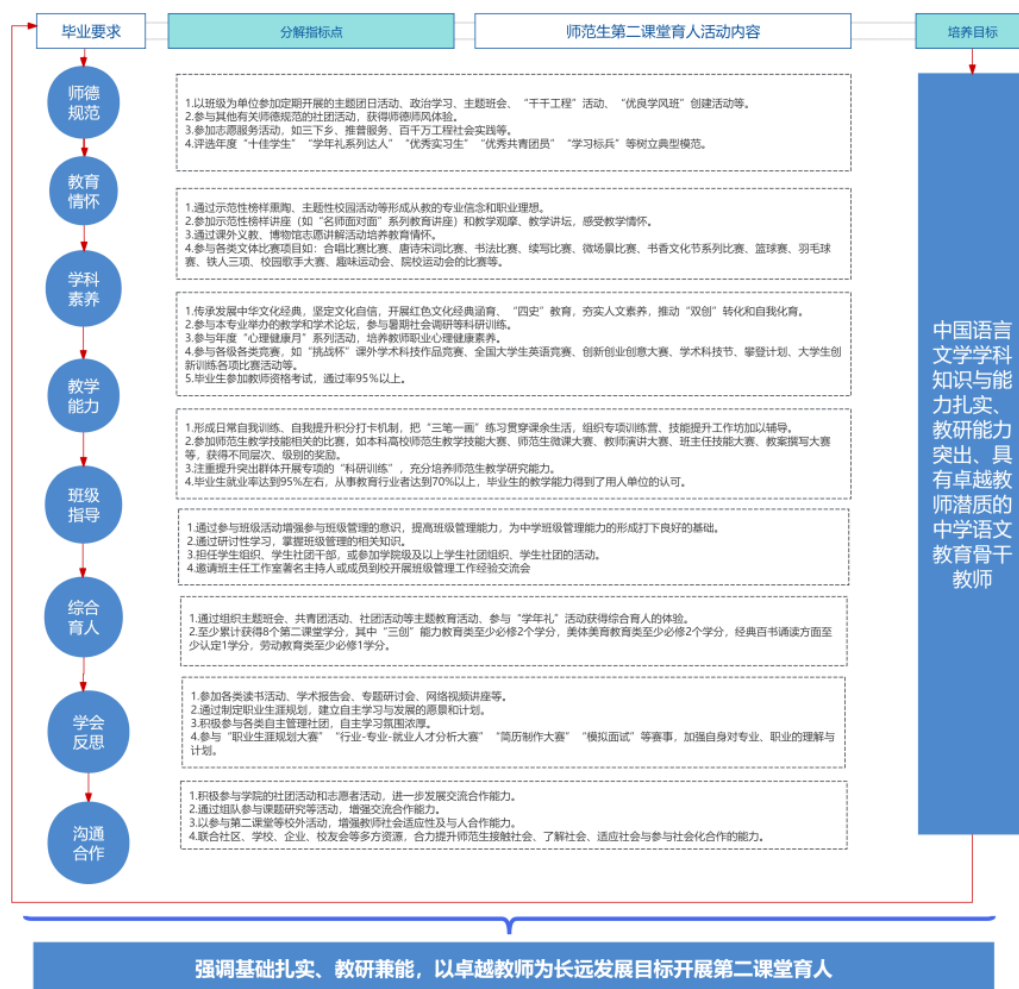 毕业要求
分解指标点
师范生第二课堂育人活动内容
培养目标
师德
规范
1.以班级为单位参加定期开展的主题团日活动、政治学习、主题班会、“千千工程”活动、“优良学风班”创建活动等。
2.参与其他有关师德规范的社团活动，获得师德师风体验。
3.参加志愿服务活动，如三下乡、推普服务、百千万工程社会实践等。
4.评选年度“十佳学生”“学年礼系列达人”“优秀实习生”“优秀共青团员”“学习标兵”等树立典型模范。
教育
情怀
1.通过示范性榜样熏陶、主题性校园活动等形成从教的专业信念和职业理想。
2.参加示范性榜样讲座（如“名师面对面”系列教育讲座）和教学观摩、教学讲坛，感受教学情怀。
3.通过课外义教、博物馆志愿讲解活动培养教育情怀。
4.参与各类文体比赛项目如：合唱比赛比赛、唐诗宋词比赛、书法比赛、续写比赛、微场景比赛、书香文化节系列比赛、篮球赛、羽毛球
赛、铁人三项、校园歌手大赛、趣味运动会、院校运动会的比赛等。
学科
素养
1.传承发展中华文化经典，坚定文化自信，开展红色文化经典涵育、“四史”教育，夯实人文素养，推动“双创”转化和自我化育。
2.参与本专业举办的教学和学术论坛，参与暑期社会调研等科研训练。
3.参与年度“心理健康月”系列活动，培养教师职业心理健康素养。
4.参与各级各类竞赛，如“挑战杯”课外学术科技作品竞赛、全国大学生英语竞赛、创新创业创意大赛、学术科技节、攀登计划、大学生创
新训练各项比赛活动等。
5.毕业生参加教师资格考试，通过率95%以上。
教学
能力
1.形成日常自我训练、自我提升积分打卡机制，把“三笔一画”练习贯穿课余生活，组织专项训练营、技能提升工作坊加以辅导。
2.参加师范生教学技能相关的比赛，如本科高校师范生教学技能大赛、师范生微课大赛、教师演讲大赛、班主任技能大赛、教案撰写大赛
等，获得不同层次、级别的奖励。
3.注重提升突出群体开展专项的“科研训练”，充分培养师范生教学研究能力。
4.毕业生就业率达到95%左右，从事教育行业者达到70%以上，毕业生的教学能力得到了用人单位的认可。
班级
指导
1.通过参与班级活动增强参与班级管理的意识，提高班级管理能力，为中学班级管理能力的形成打下良好的基础。
2.通过研讨性学习，掌握班级管理的相关知识。
3.担任学生组织、学生社团干部，或参加学院级及以上学生社团组织、学生社团的活动。
4.邀请班主任工作室著名主持人或成员到校开展班级管理工作经验交流会
综合
育人
1.通过组织主题班会、共青团活动、社团活动等主题教育活动、参与“学年礼”活动获得综合育人的体验。
2.至少累计获得8个第二课堂学分，其中“三创”能力教育类至少必修2个学分，美体美育教育类至少必修2个学分，经典百书诵读方面至
少认定1学分，劳动教育类至少必修1学分。
学会
反思
1.参加各类读书活动、学术报告会、专题研讨会、网络视频讲座等。
2.通过制定职业生涯规划，建立自主学习与发展的愿景和计划。
3.积极参与各类自主管理社团，自主学习氛围浓厚。
4.参与“职业生涯规划大赛”“行业-专业-就业人才分析大赛”“简历制作大赛”“模拟面试”等赛事，加强自身对专业、职业的理解与
计划。
沟通
合作
1.积极参与学院的社团活动和志愿者活动，进一步发展交流合作能力。
2.通过组队参与课题研究等活动，增强交流合作能力。
3.以参与第二课堂等校外活动，增强教师社会适应性及与人合作能力。
4.联合社区、学校、企业、校友会等多方资源，合力提升师范生接触社会、了解社会、适应社会与参与社会化合作的能力。
中国语言
文学学科
知识与能
力扎实、
教研能力
突出、具
有卓越教
师潜质的
中学语文
教育骨干
教师
强调基础扎实、教研兼能，以卓越教师为长远发展目标开展第二课堂育人